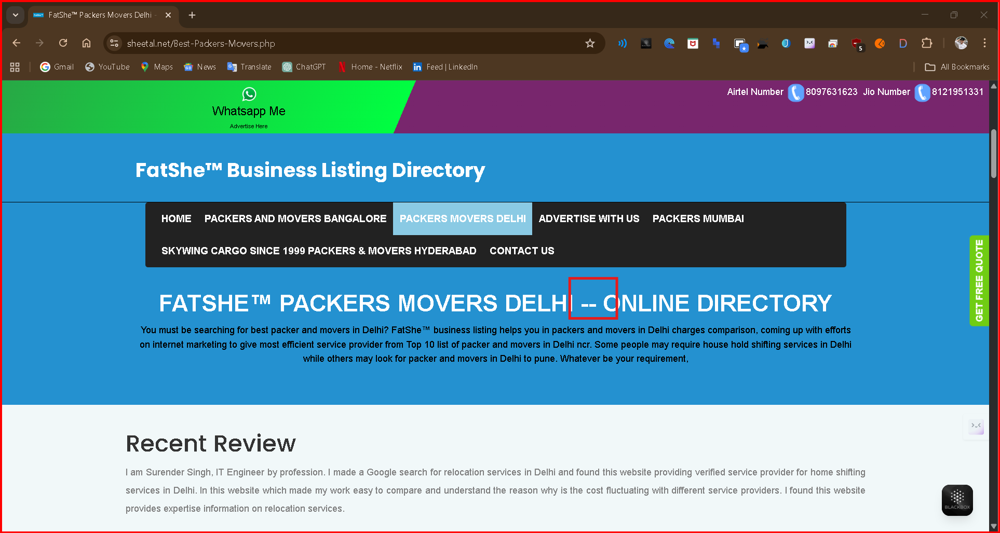 FatShe™ Packers Movers Delhi -
sheetal.net/Best-Packers-Movers.php
5
Gmail YouTube Maps News Translate ChatGPT Home - Netflix Feed | LinkedIn All Bookmarks
Whatsapp Me
Advertise Here
Airtel Number 8097631623 Jio Number 8121951331
FatShe™ Business Listing Directory
HOME PACKERS AND MOVERS BANGALORE PACKERS MOVERS DELHI ADVERTISE WITH US PACKERS MUMBAI
SKYWING CARGO SINCE 1999 PACKERS & MOVERS HYDERABAD CONTACT US
GET FREE QUOTE
FATSHE™ PACKERS MOVERS DELHI -- ONLINE DIRECTORY
You must be searching for best packer and movers in Delhi? FatShe™ business listing helps you in packers and movers in Delhi charges comparison, coming up with efforts
on internet marketing to give most efficient service provider from Top 10 list of packer and movers in Delhi ncr. Some people may require house hold shifting services in Delhi
while others may look for packer and movers in Delhi to pune. Whatever be your requirement,
Recent Review
I am Surender Singh, IT Engineer by profession. I made a Google search for relocation services in Delhi and found this website providing verified service provider for home shifting
services in Delhi. In this website which made my work easy to compare and understand the reason why is the cost fluctuating with different service providers. I found this website
provides expertise information on relocation services.
BLACKBOX